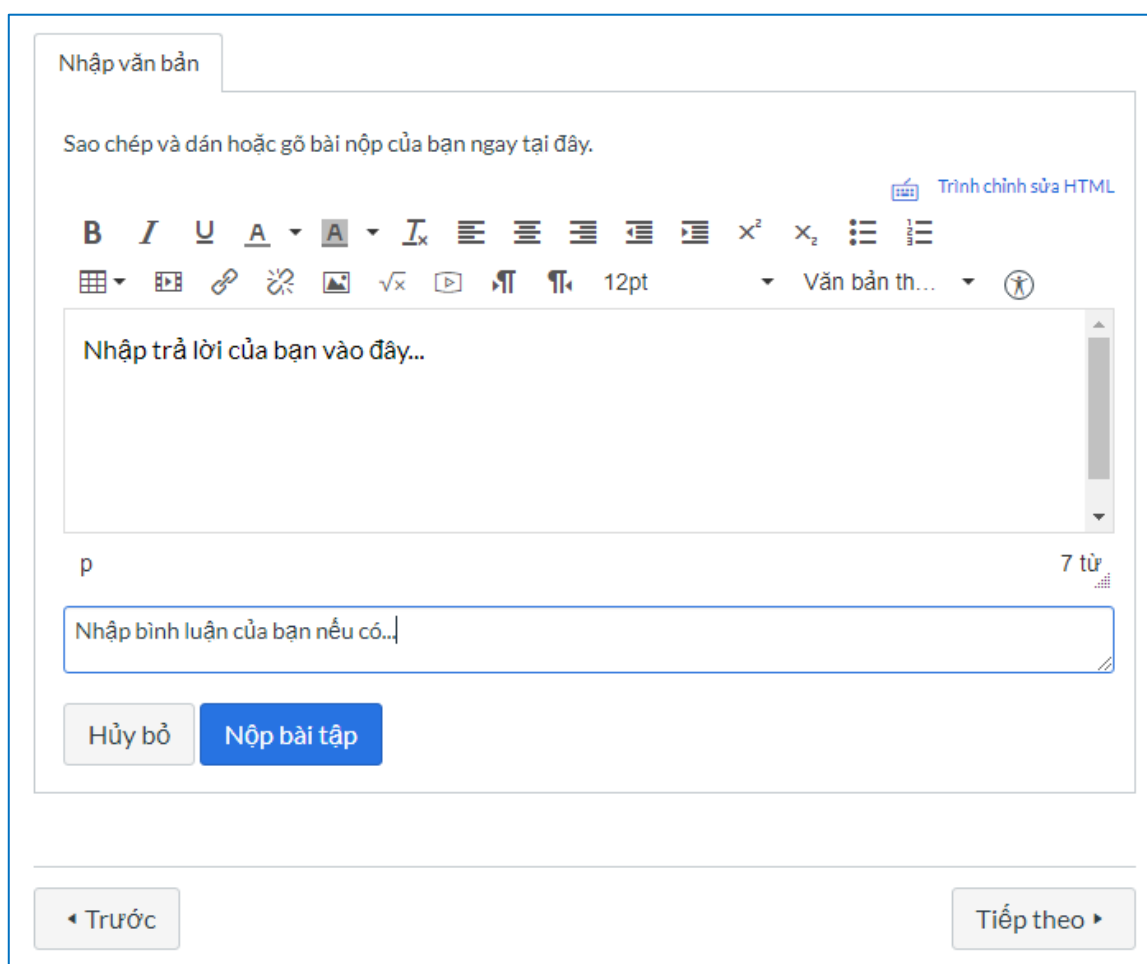 Nhập văn bản
Sao chép và dán hoặc gõ bài nộp của bạn ngay tại đây.
Trình chỉnh sửa HTML
12pt Văn bản th...
Nhập trả lời của bạn vào đây...
p 7 từ
Nhập bình luận của bạn nếu có...
Hủy bỏ Nộp bài tập
Trước Tiếp theo